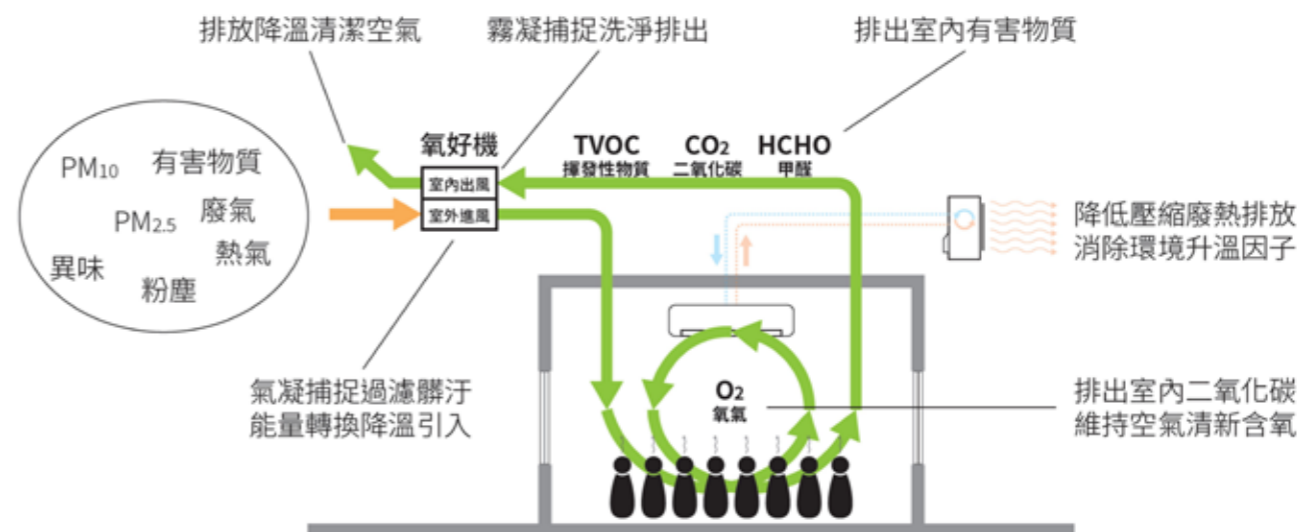 排放降溫清潔空氣
霧凝捕捉洗淨排出
排出室內有害物質
PM10
有害物質
PM2.5
廢氣
熱氣
異味
粉塵
氧好機
室內出風
室外進風
TVOC
揮發性物質
CO2
二氧化碳
HCHO
甲醛
降低壓縮廢熱排放
消除環境升溫因子
氣凝捕捉過濾髒汙
能量轉換降溫引入
O2
氧氣
排出室內二氧化碳
維持空氣清新含氧